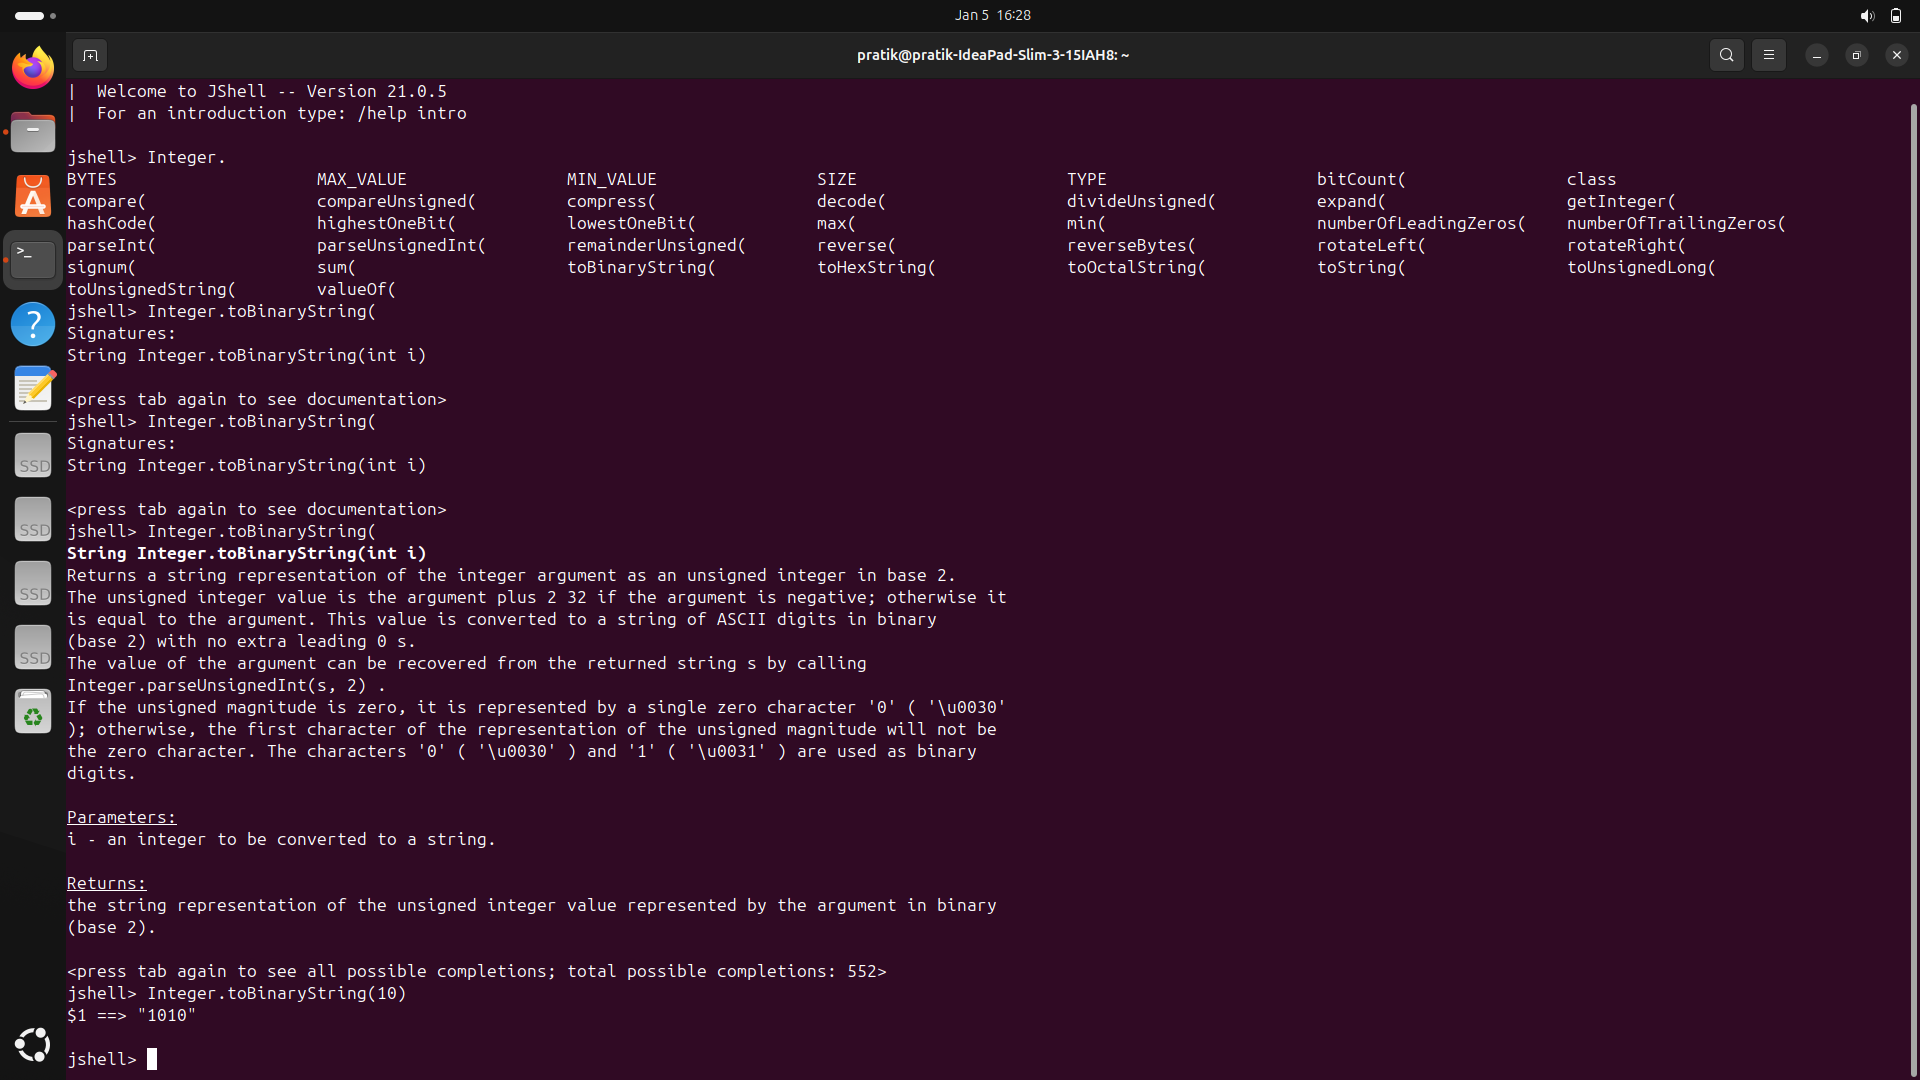 Jan 5 16:28
pratik@pratik-IdeaPad-Slim-3-15IAH8: ~
| Welcome to JShell -- Version 21.0.5
| For an introduction type: /help intro
jshell> Integer.
BYTES MAX_VALUE MIN_VALUE SIZE TYPE bitCount( class
compare( compareUnsigned( compress( decode( divideUnsigned( expand( getInteger(
hashCode( highestOneBit( lowestOneBit( max( min( numberOfLeadingZeros( numberOfTrailingZeros(
parseInt( parseUnsignedInt( remainderUnsigned( reverse( reverseBytes( rotateLeft( rotateRight(
signum( sum( toBinaryString( toHexString( toOctalString( toString( toUnsignedLong(
toUnsignedString( valueOf(
jshell> Integer.toBinaryString(
Signatures:
String Integer.toBinaryString(int i)
<press tab again to see documentation>
jshell> Integer.toBinaryString(
Signatures:
String Integer.toBinaryString(int i)
<press tab again to see documentation>
jshell> Integer.toBinaryString(
String Integer.toBinaryString(int i)
Returns a string representation of the integer argument as an unsigned integer in base 2.
The unsigned integer value is the argument plus 2 32 if the argument is negative; otherwise it
is equal to the argument. This value is converted to a string of ASCII digits in binary
(base 2) with no extra leading 0 s.
The value of the argument can be recovered from the returned string s by calling
Integer.parseUnsignedInt(s, 2) .
If the unsigned magnitude is zero, it is represented by a single zero character '0' ( '\u0030'
); otherwise, the first character of the representation of the unsigned magnitude will not be
the zero character. The characters '0' ( '\u0030' ) and '1' ( '\u0031' ) are used as binary
digits.
Parameters:
i - an integer to be converted to a string.
Returns:
the string representation of the unsigned integer value represented by the argument in binary
(base 2).
<press tab again to see all possible completions; total possible completions: 552>
jshell> Integer.toBinaryString(10)
$1 ==> "1010"
jshell>
SSD
SSD
SSD
SSD